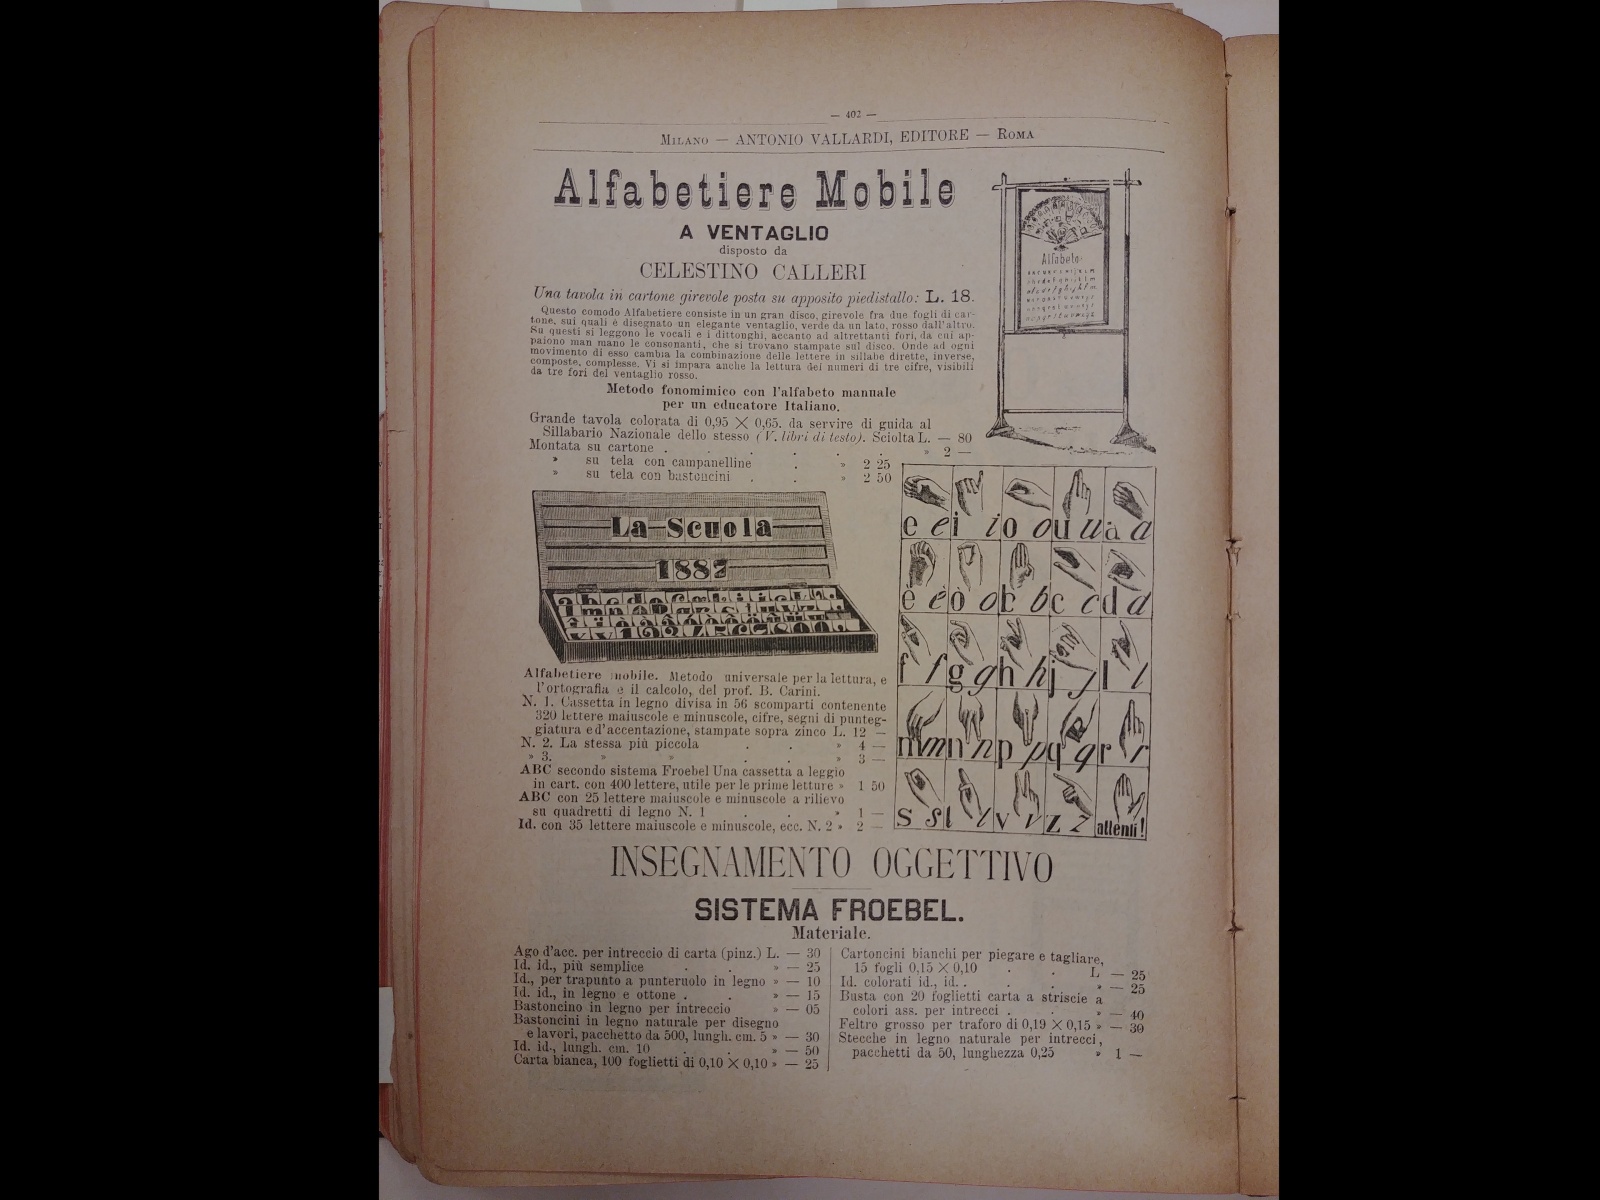 — 402 —
Milano — ANTONIO VALLARDI, EDITORE — Roma
Alfabetiere Mobile
A VENTAGLIO
disposto da
CELESTINO CALLERI
Una tavola in cartone girevole posta su apposito piedistallo: L. 18.
Questo comodo Alfabetiere consiste in un gran disco, girevole fra due fogli di car-
tone, sui quali è disegnato un elegante ventaglio, verde da un lato, rosso dall'altro.
Su questi si leggono le vocali e i dittonghi, accanto ad altrettanti fori, da cui ap-
paiono man mano le consonanti, che si trovano stampate sul disco. Onde ad ogni
movimento di esso cambia la combinazione delle lettere in sillabe dirette, inverse,
composte, complesse. Vi si impara anche la lettura dei numeri di tre cifre, visibili
da tre fori del ventaglio rosso.
Metodo fonomimico con l'alfabeto manuale
per un educatore Italiano.
Grande tavola colorata di 0,95 × 0,65. da servire di guida al
Sillabario Nazionale dello stesso (V. libri di testo). Sciolta L. — 80
Montata su cartone . . . . . . » 2 —
» su tela con campanelline . » 2 25
» su tela con bastoncini . . » 2 50
Alfabeto
La Scuola
1887
e e i i o o u u a a
è è ò o b b c c d d
f f g g h h j j l l
m m n n p p q q r r
s s t t v v z z attenti!
Alfabetiere mobile. Metodo universale per la lettura, e
l'ortografia e il calcolo, del prof. B. Carini.
N. 1. Cassetta in legno divisa in 56 scomparti contenente
320 lettere maiuscole e minuscole, cifre, segni di punteg-
giatura ed'accentazione, stampate sopra zinco L. 12 —
N. 2. La stessa più piccola . . » 4 —
» 3. » » . . » 3 —
ABC secondo sistema Froebel Una cassetta a leggio
in cart. con 400 lettere, utile per le prime letture » 1 50
ABC con 25 lettere maiuscole e minuscole a rilievo
su quadretti di legno N. 1 . . » 1 —
Id. con 35 lettere maiuscole e minuscole, ecc. N. 2 » 2 —
INSEGNAMENTO OGGETTIVO
SISTEMA FROEBEL.
Materiale.
Ago d'acc. per intreccio di carta (pinz.) L. — 30
Id. id., più semplice . . » — 25
Id., per trapunto a punteruolo in legno » — 10
Id. id., in legno e ottone . . » — 15
Bastoncino in legno per intreccio » — 05
Bastoncini in legno naturale per disegno
e lavori, pacchetto da 500, lungh. cm. 5 » — 30
Id. id., lungh. cm. 10 . . » — 50
Carta bianca, 100 foglietti di 0,10 × 0,10 » — 25
Cartoncini bianchi per piegare e tagliare,
15 fogli 0,15 × 0,10 . . L — 25
Id. colorati id., id. . . . » — 25
Busta con 20 foglietti carta a striscie a
colori ass. per intrecci . . » — 40
Feltro grosso per traforo di 0,19 × 0,15 » — 30
Stecche in legno naturale per intrecci,
pacchetti da 50, lunghezza 0,25 » 1 —